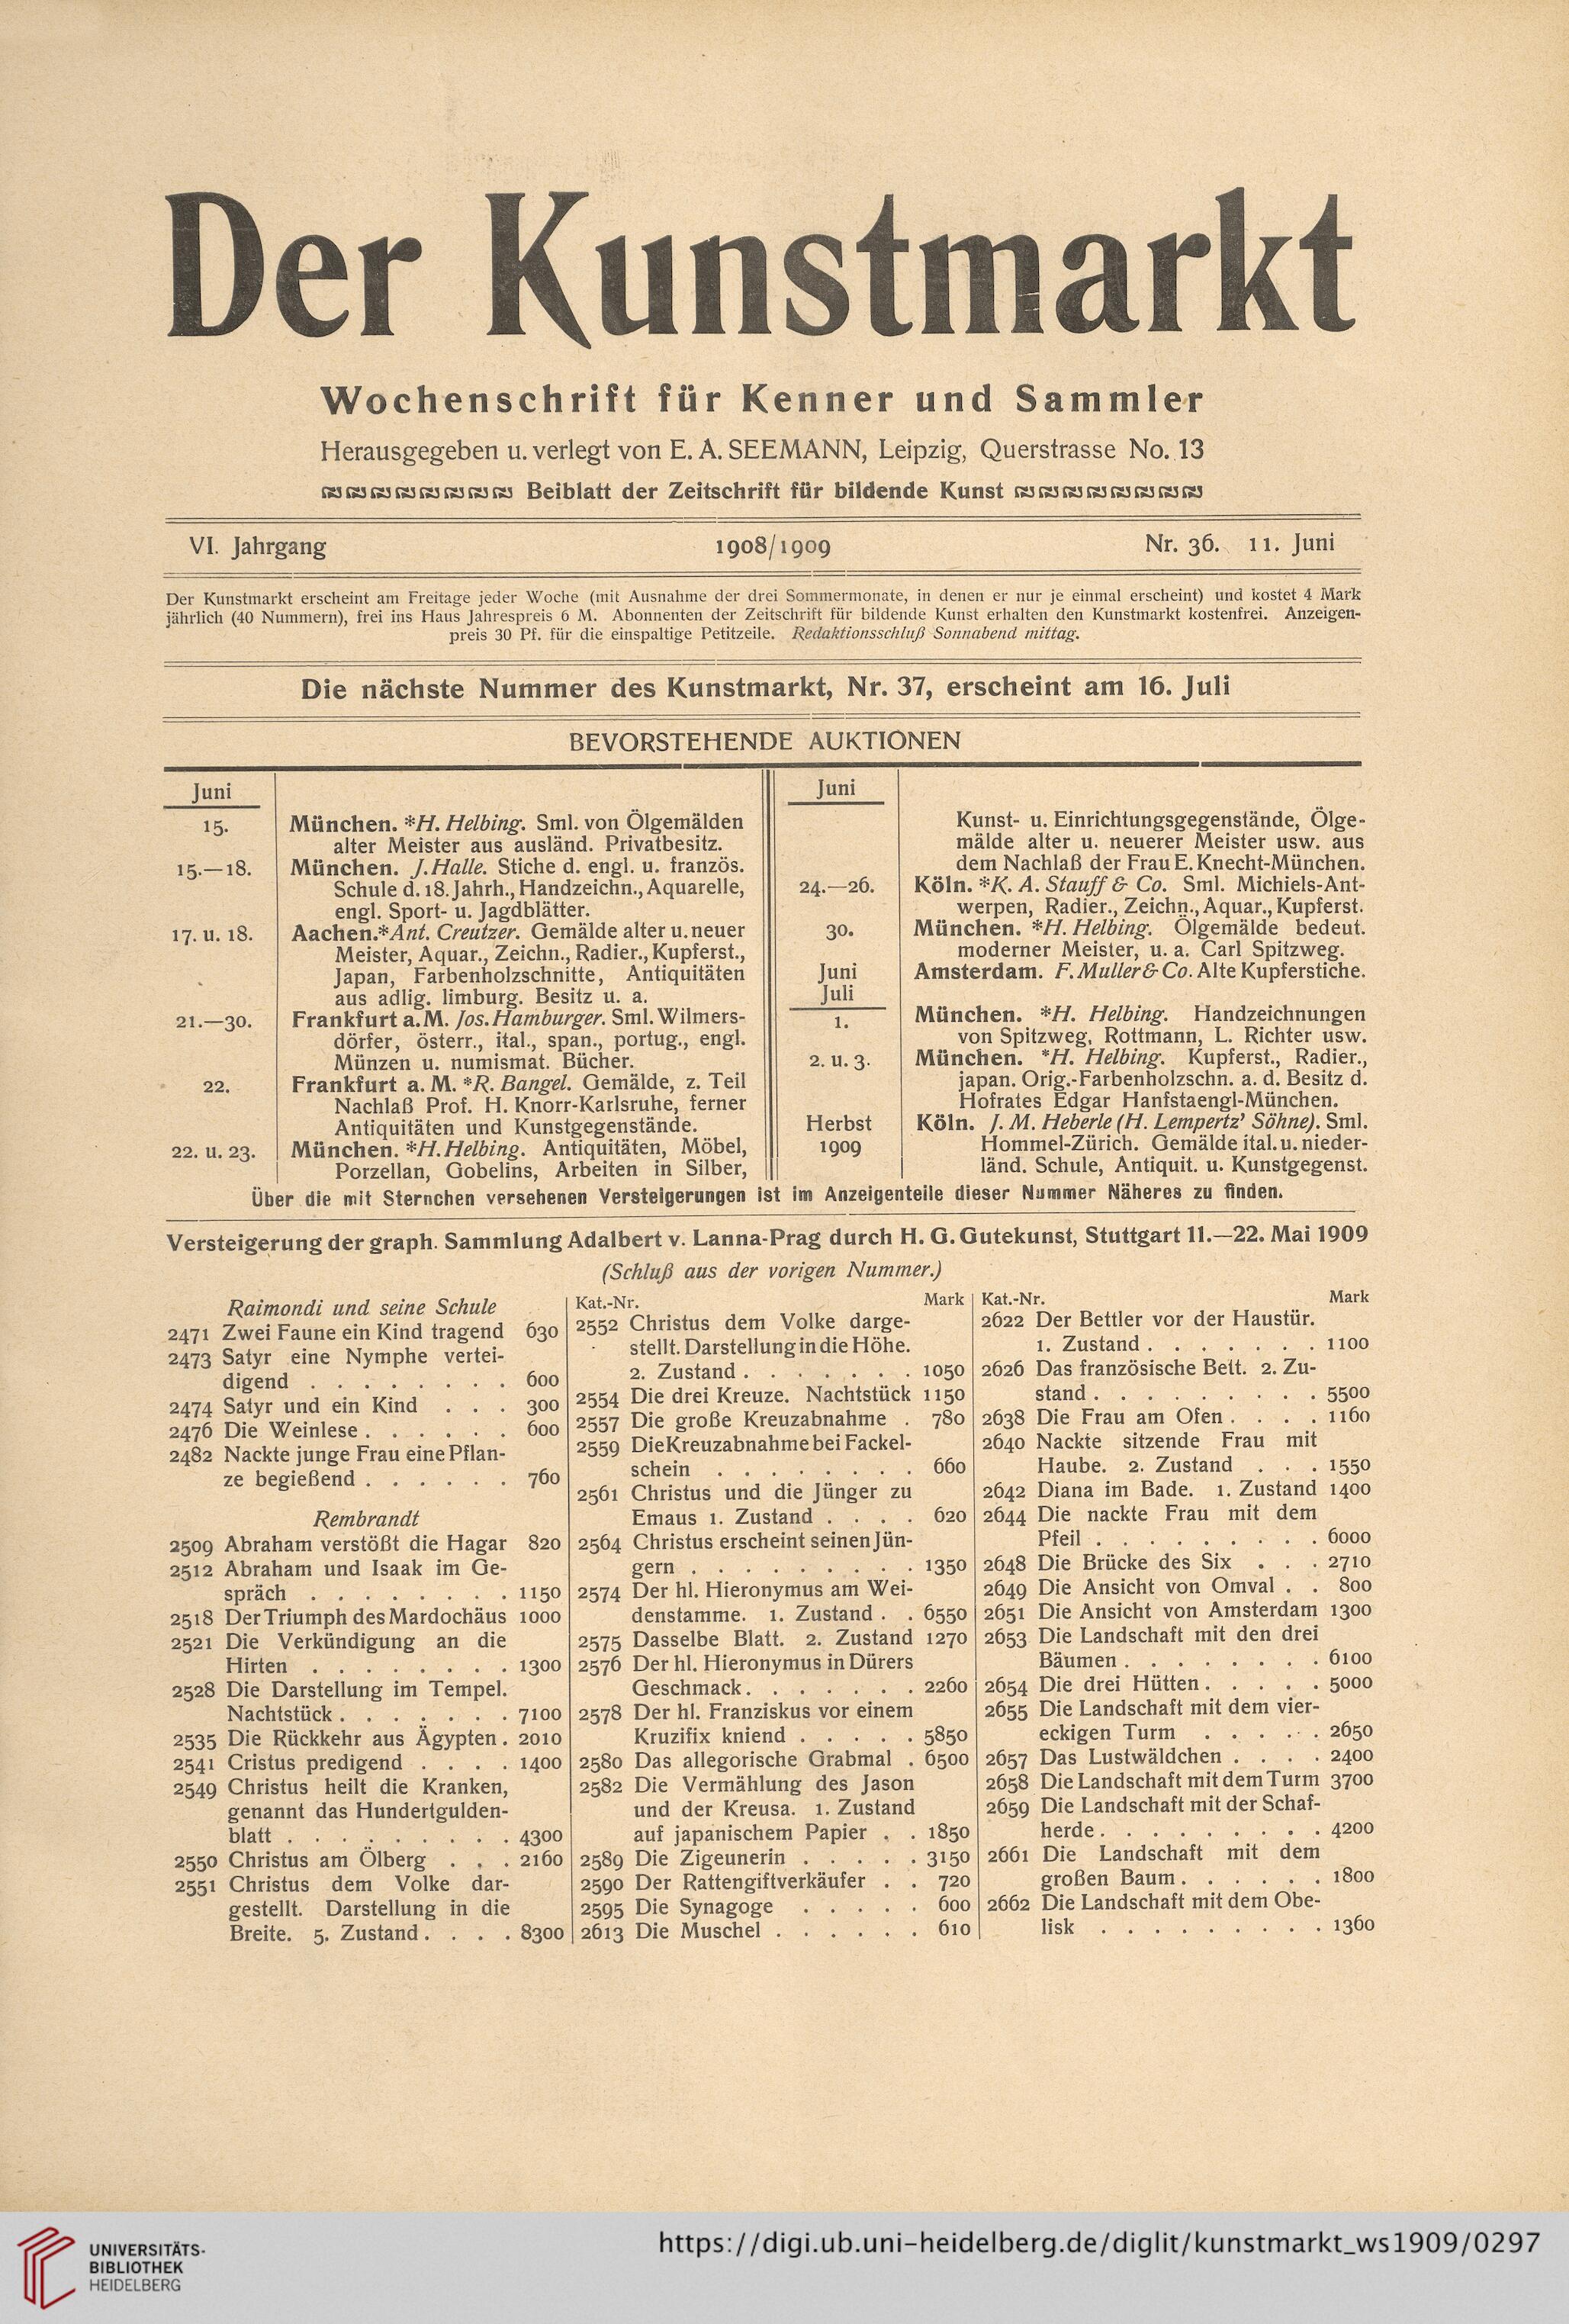 Der Kunstmarkt
Wochenschrift für Kenner und Sammler
Herausgegeben u. verlegt von E. A. SEEMANN, Leipzig, Querstrasse No. 13
Beiblatt der Zeitschrift für bildende Kunst
VI. Jahrgang 1908/1909 Nr. 36. 11. Juni
Der Kunstmarkt erscheint am Freitage jeder Woche (mit Ausnahme der drei Sommermonate, in denen er nur je einmal erscheint) und kostet 4 Mark
jährlich (40 Nummern), frei ins Haus Jahrespreis 6 M. Abonnenten der Zeitschrift für bildende Kunst erhalten den Kunstmarkt kostenfrei. Anzeigen-
preis 30 Pf. für die einspaltige Petitzeile. Redaktionsschluß Sonnabend mittag.
Die nächste Nummer des Kunstmarkt, Nr. 37, erscheint am 16. Juli
BEVORSTEHENDE AUKTIONEN
Juni
15. München. *H. Helbing. Sml. von Ölgemälden
alter Meister aus ausländ. Privatbesitz.
15.—18. München. J. Halle. Stiche d. engl. u. französ.
Schule d. 18. Jahrh., Handzeichn., Aquarelle,
engl. Sport- u. Jagdblätter.
17. u. 18. Aachen.*Ant. Creutzer. Gemälde alter u. neuer
Meister, Aquar., Zeichn., Radier., Kupferst.,
Japan, Farbenholzschnitte, Antiquitäten
aus adlig. limburg. Besitz u. a.
21.—30. Frankfurt a. M. Jos. Hamburger. Sml. Wilmers-
dörfer, österr., ital., span., portug., engl.
Münzen u. numismat. Bücher.
22. Frankfurt a. M. *R. Bangel. Gemälde, z. Teil
Nachlaß Prof. H. Knorr-Karlsruhe, ferner
Antiquitäten und Kunstgegenstände.
22. u. 23. München. *H. Helbing. Antiquitäten, Möbel,
Porzellan, Gobelins, Arbeiten in Silber,
Juni
Kunst- u. Einrichtungsgegenstände, Ölge-
mälde alter u. neuerer Meister usw. aus
dem Nachlaß der Frau E. Knecht-München.
24.—26. Köln. *K. A. Stauff & Co. Sml. Michiels-Ant-
werpen, Radier., Zeichn., Aquar., Kupferst.
30. München. *H. Helbing. Ölgemälde bedeut.
moderner Meister, u. a. Carl Spitzweg.
Juni Amsterdam. F. Muller & Co. Alte Kupferstiche.
Juli
1. München. *H. Helbing. Handzeichnungen
von Spitzweg, Rottmann, L. Richter usw.
2. u. 3. München. *H. Helbing. Kupferst., Radier.,
japan. Orig.-Farbenholzschn. a. d. Besitz d.
Hofrates Edgar Hanfstaengl-München.
Herbst Köln. J. M. Heberle (H. Lempertz' Söhne). Sml.
1909 Hommel-Zürich. Gemälde ital. u. nieder-
länd. Schule, Antiquit. u. Kunstgegenst.
Über die mit Sternchen versehenen Versteigerungen ist im Anzeigenteile dieser Nummer Näheres zu finden.
Versteigerung der graph. Sammlung Adalbert v. Lanna-Prag durch H. G. Gutekunst, Stuttgart 11.—22. Mai 1909
(Schluß aus der vorigen Nummer.)
Raimondi und seine Schule
2471 Zwei Faune ein Kind tragend 630
2473 Satyr eine Nymphe vertei-
digend . . . . . . . . 600
2474 Satyr und ein Kind . . . 300
2476 Die Weinlese . . . . . . 600
2482 Nackte junge Frau eine Pflan-
ze begießend . . . . . . 760
Rembrandt
2509 Abraham verstößt die Hagar 820
2512 Abraham und Isaak im Ge-
spräch . . . . . . . . 1150
2518 Der Triumph des Mardochäus 1000
2521 Die Verkündigung an die
Hirten . . . . . . . . 1300
2528 Die Darstellung im Tempel.
Nachtstück . . . . . . . 7100
2535 Die Rückkehr aus Ägypten . 2010
2541 Cristus predigend . . . . 1400
2549 Christus heilt die Kranken,
genannt das Hundertgulden-
blatt . . . . . . . . . 4300
2550 Christus am Ölberg . . . 2160
2551 Christus dem Volke dar-
gestellt. Darstellung in die
Breite. 5. Zustand . . . . 8300
Kat.-Nr. Mark
2552 Christus dem Volke darge-
stellt. Darstellung in die Höhe.
2. Zustand . . . . . . . 1050
2554 Die drei Kreuze. Nachtstück 1150
2557 Die große Kreuzabnahme . 780
2559 Die Kreuzabnahme bei Fackel-
schein . . . . . . . . 660
2561 Christus und die Jünger zu
Emaus 1. Zustand . . . . 620
2564 Christus erscheint seinen Jün-
gern . . . . . . . . . 1350
2574 Der hl. Hieronymus am Wei-
denstamme. 1. Zustand . . 6550
2575 Dasselbe Blatt. 2. Zustand 1270
2576 Der hl. Hieronymus in Dürers
Geschmack . . . . . . . 2260
2578 Der hl. Franziskus vor einem
Kruzifix kniend . . . . . 5850
2580 Das allegorische Grabmal . 6500
2582 Die Vermählung des Jason
und der Kreusa. 1. Zustand
auf japanischem Papier . . 1850
2589 Die Zigeunerin . . . . . 3150
2590 Der Rattengiftverkäufer . . 720
2595 Die Synagoge . . . . . 600
2613 Die Muschel . . . . . . 610
Kat.-Nr. Mark
2622 Der Bettler vor der Haustür.
1. Zustand . . . . . . . 1100
2626 Das französische Bett. 2. Zu-
stand . . . . . . . . . 5500
2638 Die Frau am Ofen . . . . 1160
2640 Nackte sitzende Frau mit
Haube. 2. Zustand . . . 1550
2642 Diana im Bade. 1. Zustand 1400
2644 Die nackte Frau mit dem
Pfeil . . . . . . . . . 6000
2648 Die Brücke des Six . . . 2710
2649 Die Ansicht von Omval . . 800
2651 Die Ansicht von Amsterdam 1300
2653 Die Landschaft mit den drei
Bäumen . . . . . . . . 6100
2654 Die drei Hütten . . . . . 5000
2655 Die Landschaft mit dem vier-
eckigen Turm . . . . . 2650
2657 Das Lustwäldchen . . . . 2400
2658 Die Landschaft mit dem Turm 3700
2659 Die Landschaft mit der Schaf-
herde . . . . . . . . . 4200
2661 Die Landschaft mit dem
großen Baum . . . . . . 1800
2662 Die Landschaft mit dem Obe-
lisk . . . . . . . . . 1360
UNIVERSITÄTS-
BIBLIOTHEK
HEIDELBERG
https://digi.ub.uni-heidelberg.de/diglit/kunstmarkt_ws1909/0297